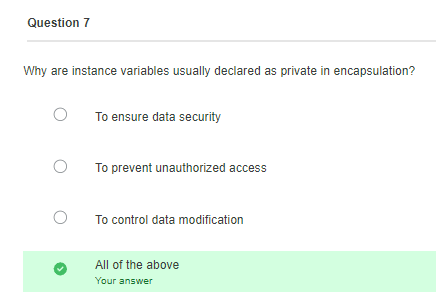 Question 7
Why are instance variables usually declared as private in encapsulation?
To ensure data security
To prevent unauthorized access
To control data modification
All of the above
Your answer